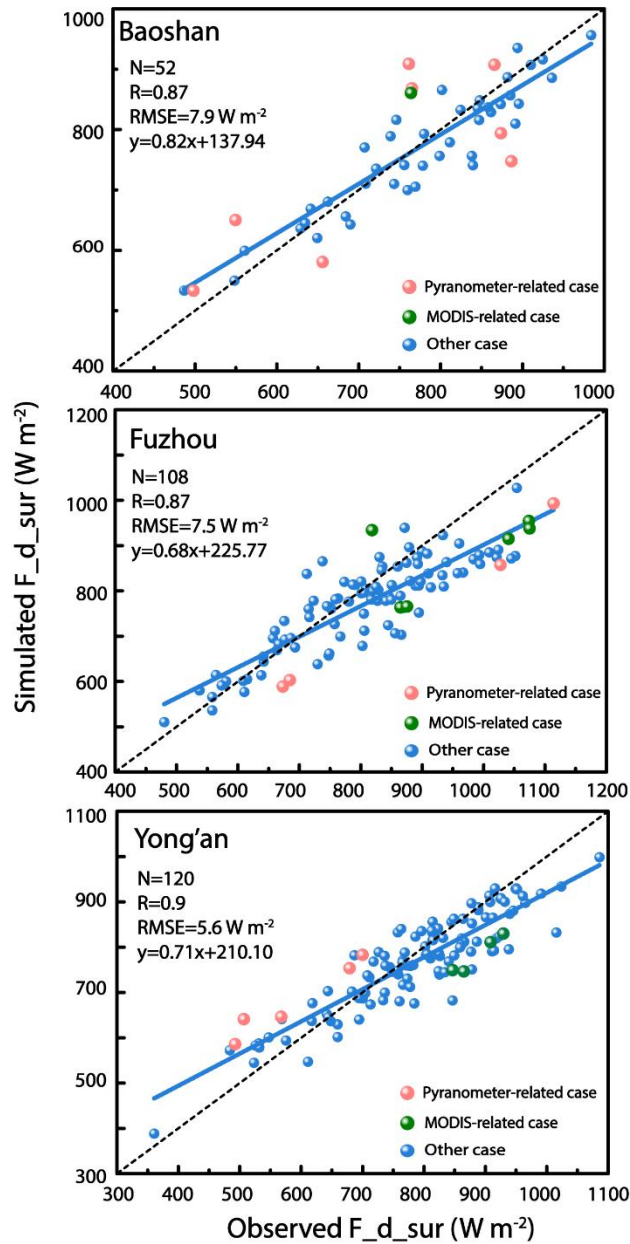 Simulated F_d_sur (W m⁻²)
Baoshan
N=52
R=0.87
RMSE=7.9 W m⁻²
y=0.82x+137.94
1000
800
600
400
Pyranometer-related case
MODIS-related case
Other case
400 500 600 700 800 900 1000
1200
1000
800
600
400
Fuzhou
N=108
R=0.87
RMSE=7.5 W m⁻²
y=0.68x+225.77
Pyranometer-related case
MODIS-related case
Other case
400 500 600 700 800 900 1000 1100 1200
1100
900
700
500
300
Yong'an
N=120
R=0.9
RMSE=5.6 W m⁻²
y=0.71x+210.10
Pyranometer-related case
MODIS-related case
Other case
300 400 500 600 700 800 900 1000 1100
Observed F_d_sur (W m⁻²)